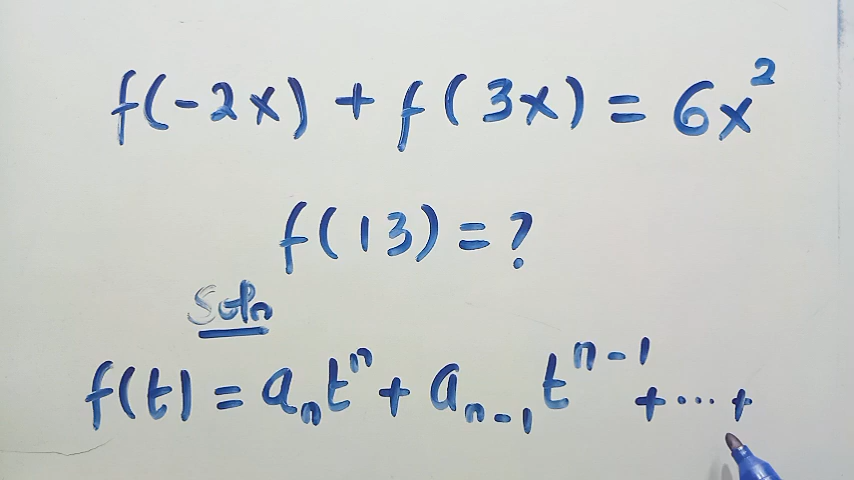 f(-2x) + f(3x) = 6x²
f(13) = ?
Soln
f(t) = aₙtⁿ + aₙ₋₁tⁿ⁻¹ + ... +